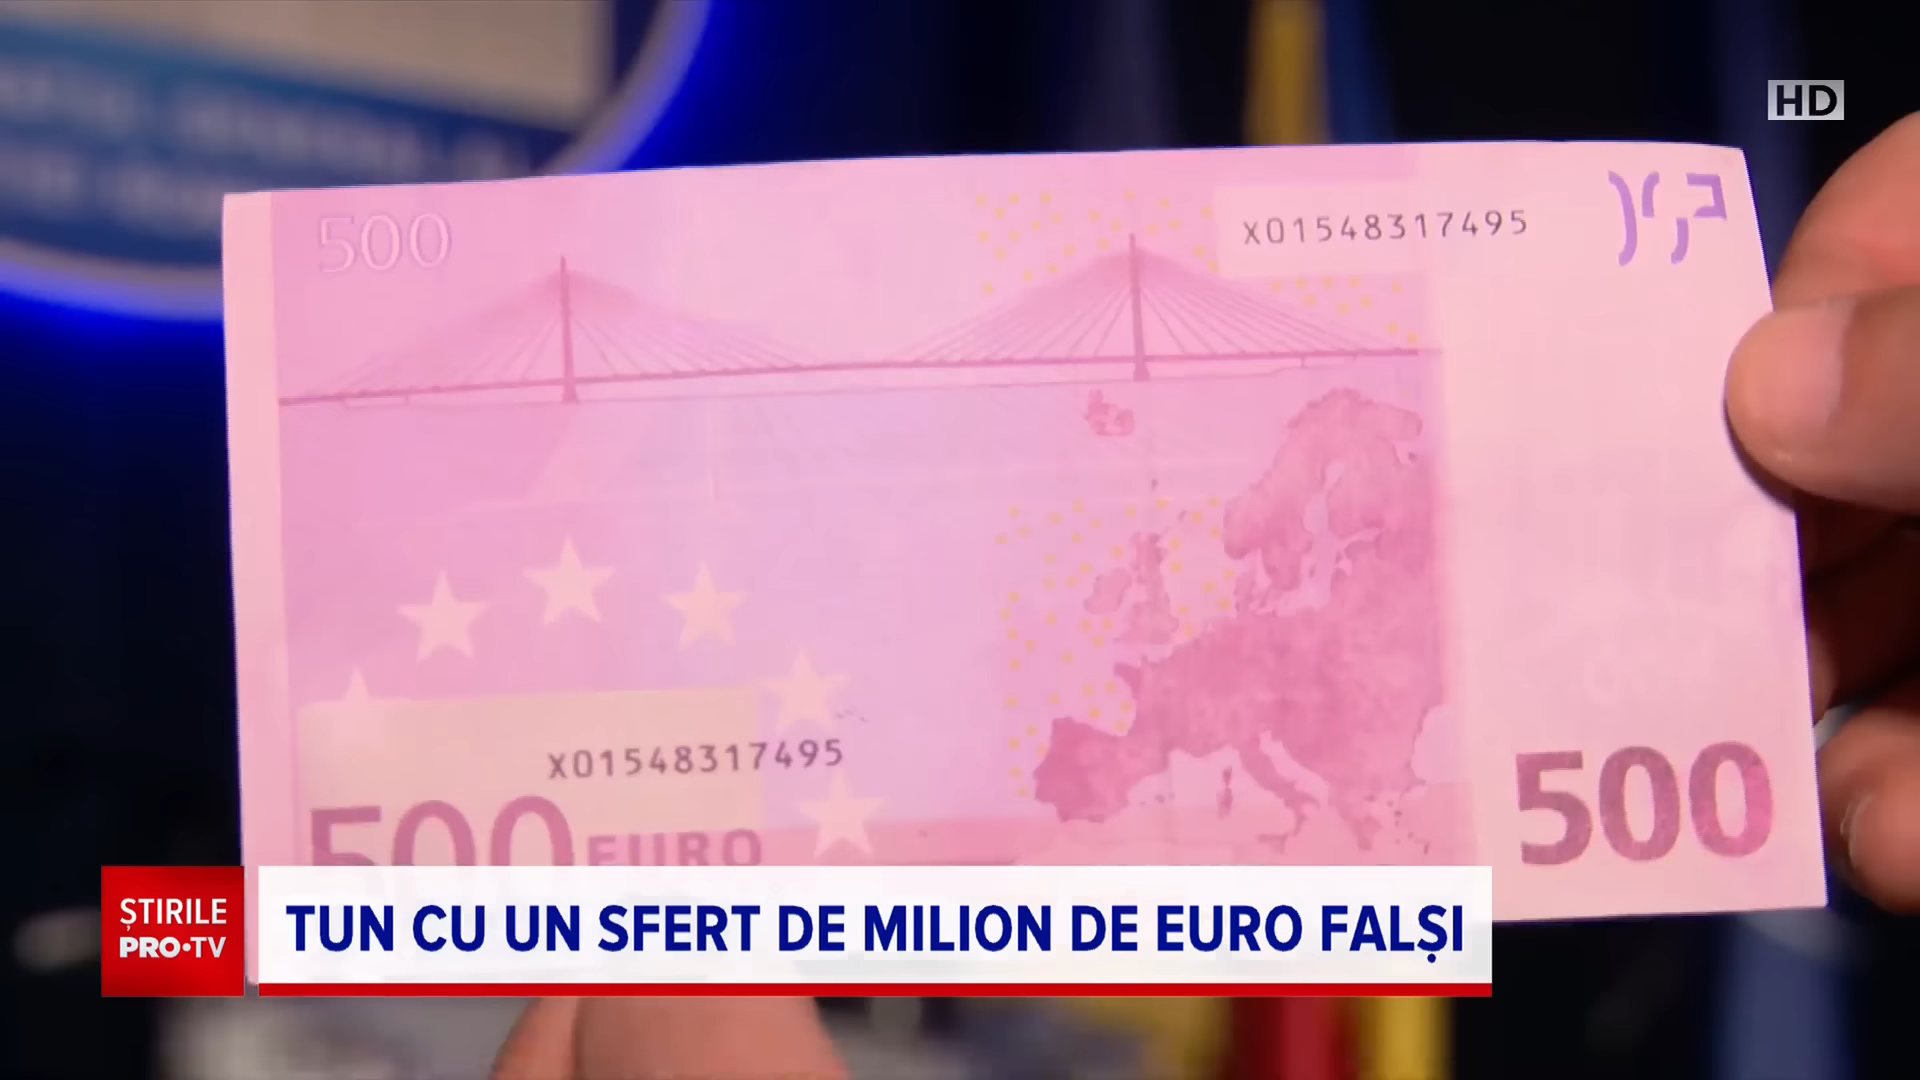 HD
500
X01548317495
X01548317495
500 EURO
500
ȘTIRILE
PRO•TV
TUN CU UN SFERT DE MILION DE EURO FALȘI